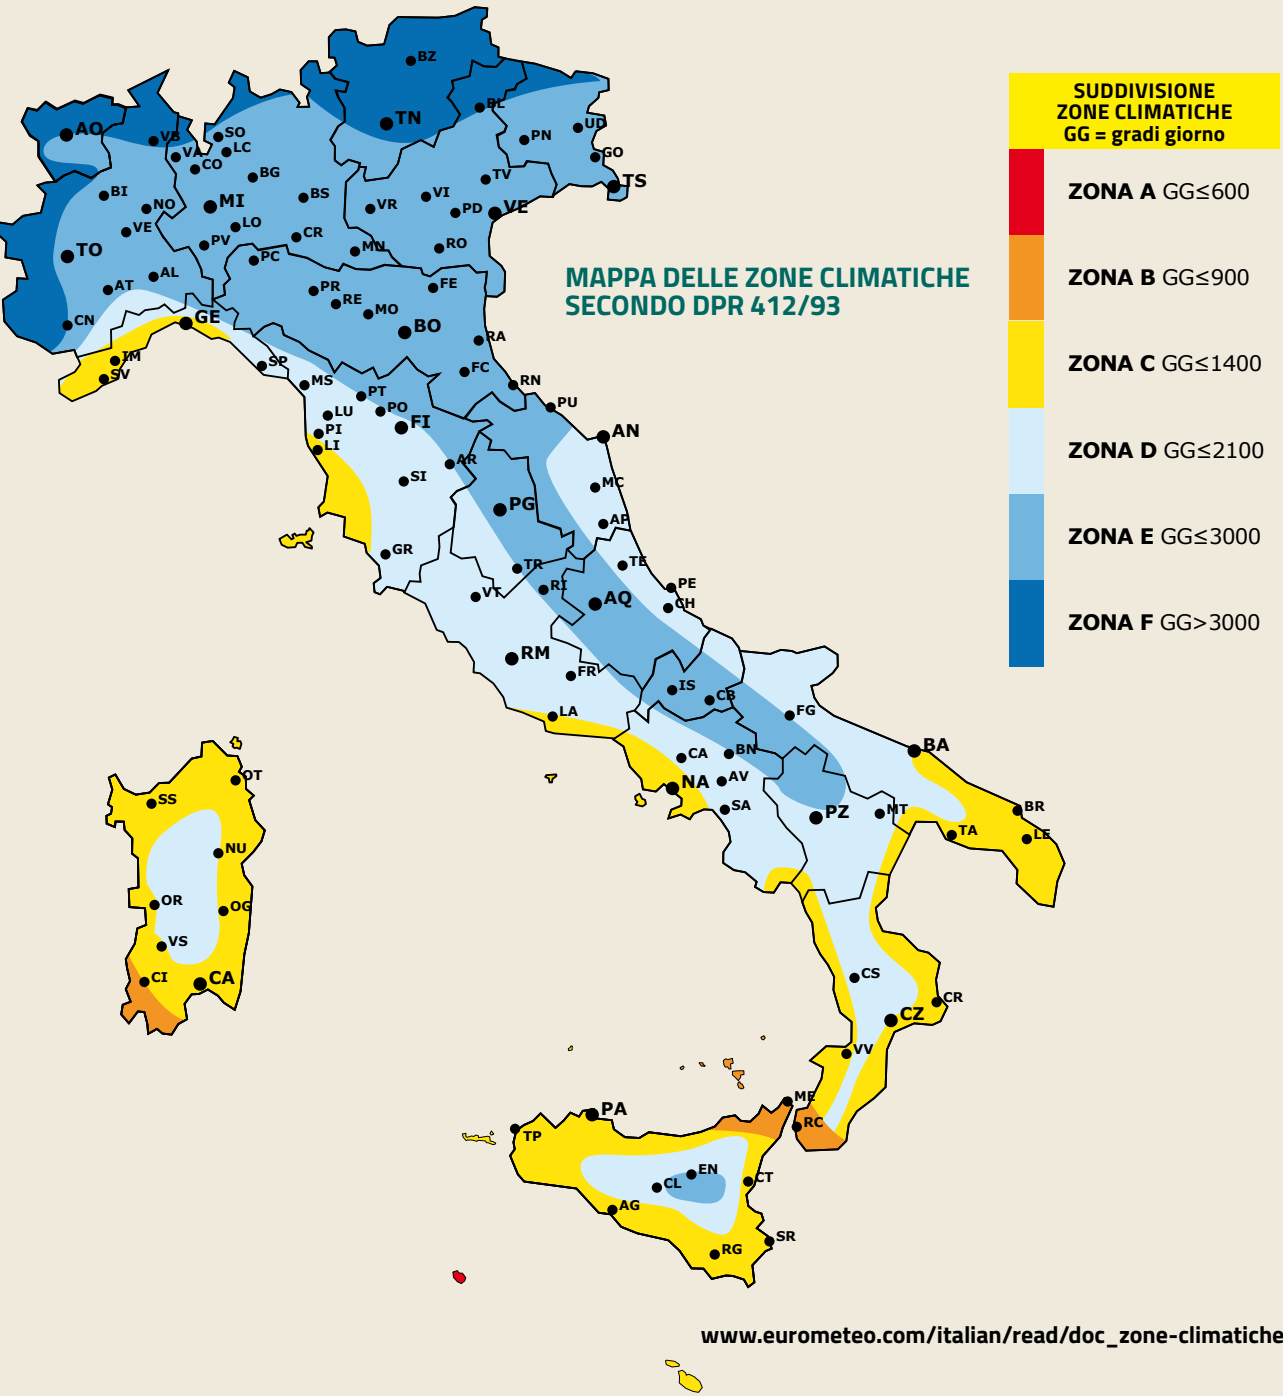 SUDDIVISIONE
ZONE CLIMATICHE
GG = gradi giorno
ZONA A GG≤600
ZONA B GG≤900
ZONA C GG≤1400
ZONA D GG≤2100
ZONA E GG≤3000
ZONA F GG>3000
MAPPA DELLE ZONE CLIMATICHE
SECONDO DPR 412/93
BZ
BL
TN
AO
VB
SO
LC
VA
CO
UD
PN
GO
BG
TV
TS
BI
NO
MI
BS
VR
VI
PD
VE
VE
LO
CR
PV
MU
RO
TO
PC
AL
AT
PR
RE
MO
FE
CN
GE
BO
RA
IM
SV
SP
FC
RN
MS
PT
PO
PU
LU
PI
FI
LI
AN
AR
SI
MC
PG
AP
GR
TR
TE
RI
PE
VT
AQ
CH
RM
FR
IS
CB
LA
FG
CA
BN
BA
NA
AV
SA
PZ
MT
BR
TA
LE
OT
SS
NU
OR
OG
VS
CI
CA
CS
CR
CZ
VV
ME
RC
PA
TP
EN
CL
CT
AG
SR
RG
www.eurometeo.com/italian/read/doc_zone-climatiche